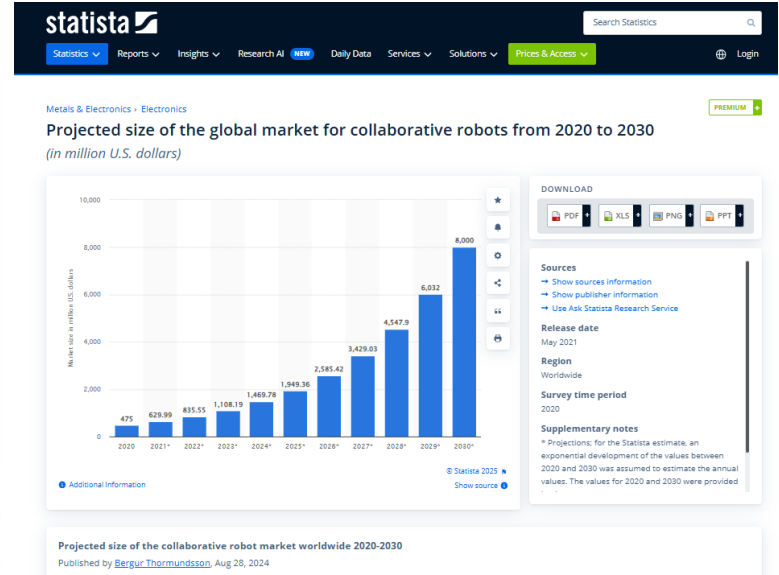 statista
Search Statistics
Statistics
Reports
Insights
Research AI NEW
Daily Data
Services
Solutions
Prices & Access
Login
Metals & Electronics › Electronics
PREMIUM +
Projected size of the global market for collaborative robots from 2020 to 2030
(in million U.S. dollars)
Market size in million U.S. dollars
10,000
8,000
6,000
4,000
2,000
0
475
629.99
835.55
1,108.19
1,469.78
1,949.36
2,585.42
3,429.03
4,547.9
6,032
8,000
2020
2021*
2022*
2023*
2024*
2025*
2026*
2027*
2028*
2029*
2030*
Additional Information
© Statista 2025
Show source
DOWNLOAD
PDF +
XLS +
PNG +
PPT +
Sources
→ Show sources information
→ Show publisher information
→ Use Ask Statista Research Service
Release date
May 2021
Region
Worldwide
Survey time period
2020
Supplementary notes
* Projections; for the Statista estimate, an
exponential development of the values between
2020 and 2030 was assumed to estimate the annual
values. The values for 2020 and 2030 were provided
Projected size of the collaborative robot market worldwide 2020-2030
Published by Bergur Thormundsson, Aug 28, 2024